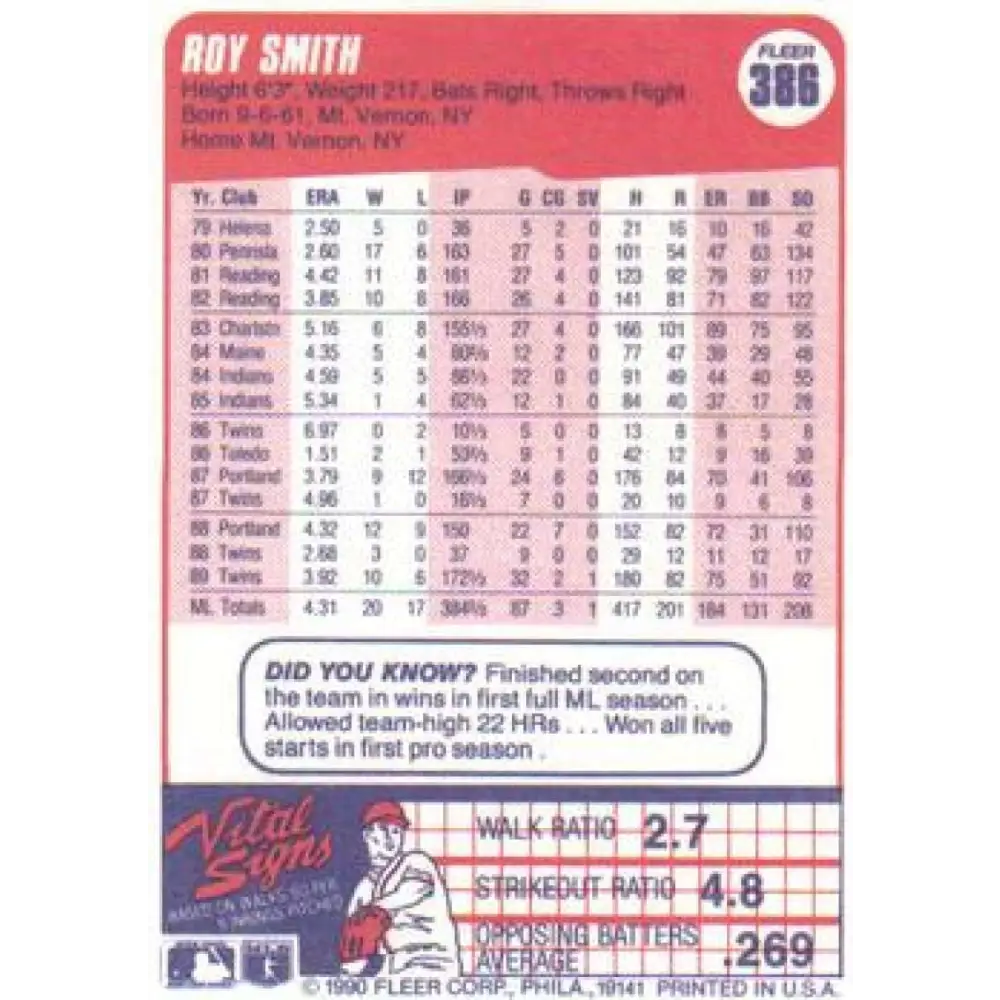 ROY SMITH
FLEER
386
Height 6'3", Weight 217, Bats Right, Throws Right
Born 9-6-61, Mt. Vernon, NY
Home Mt. Vernon, NY
Yr. Club ERA W L IP G CG SV H R ER BB SO
79 Helena 2.50 5 0 36 5 2 0 21 16 10 16 42
80 Pennsla 2.60 17 6 163 27 5 0 101 54 47 63 134
81 Reading 4.42 11 8 161 27 4 0 123 92 79 97 117
82 Reading 3.85 10 8 166 26 4 0 141 81 71 82 122
83 Charlstn 5.16 6 8 155⅓ 27 4 0 166 101 89 75 95
84 Maine 4.35 5 4 80⅔ 12 2 0 77 47 39 29 48
84 Indians 4.59 5 5 86⅓ 22 0 0 91 49 44 40 55
85 Indians 5.34 1 4 62⅓ 12 1 0 84 40 37 17 28
86 Twins 6.97 0 2 10⅓ 5 0 0 13 8 8 5 8
86 Toledo 1.51 2 1 53⅔ 9 1 0 42 12 9 16 39
87 Portland 3.79 9 12 166⅓ 24 6 0 176 84 70 41 106
87 Twins 4.96 1 0 16⅓ 7 0 0 20 10 9 6 8
88 Portland 4.32 12 9 150 22 7 0 152 82 72 31 110
88 Twins 2.68 3 0 37 9 0 0 29 12 11 12 17
89 Twins 3.92 10 6 172⅓ 32 2 1 180 82 75 51 92
ML Totals 4.31 20 17 384⅔ 87 3 1 417 201 184 131 208
DID YOU KNOW? Finished second on
the team in wins in first full ML season . . .
Allowed team-high 22 HRs . . . Won all five
starts in first pro season .
Vital
Signs
BASED ON WALKS
INNINGS PITCHED
WALK RATIO 2.7
STRIKEOUT RATIO 4.8
OPPOSING BATTERS
AVERAGE .269
© 1990 FLEER CORP., PHILA., 19141 PRINTED IN U.S.A.